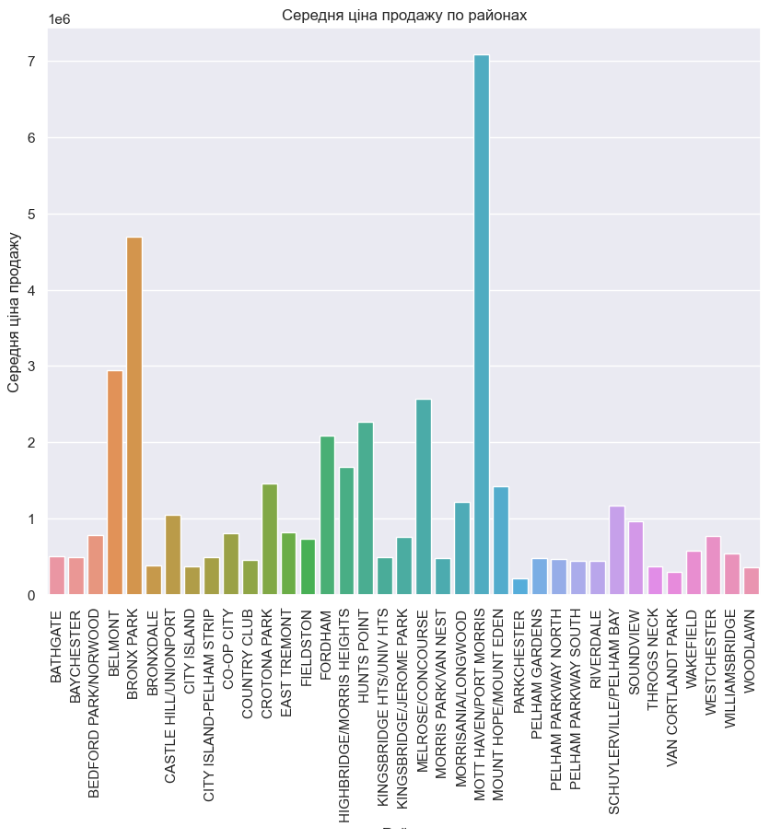 Середня ціна продажу по районах
1e6
7
6
5
4
3
2
1
0
Середня ціна продажу
BATHGATE
BAYCHESTER
BEDFORD PARK/NORWOOD
BELMONT
BRONX PARK
BRONXDALE
CASTLE HILL/UNIONPORT
CITY ISLAND
CITY ISLAND-PELHAM STRIP
CO-OP CITY
COUNTRY CLUB
CROTONA PARK
EAST TREMONT
FIELDSTON
FORDHAM
HIGHBRIDGE/MORRIS HEIGHTS
HUNTS POINT
KINGSBRIDGE HTS/UNIV HTS
KINGSBRIDGE/JEROME PARK
MELROSE/CONCOURSE
MORRIS PARK/VAN NEST
MORRISANIA/LONGWOOD
MOTT HAVEN/PORT MORRIS
MOUNT HOPE/MOUNT EDEN
PARKCHESTER
PELHAM GARDENS
PELHAM PARKWAY NORTH
PELHAM PARKWAY SOUTH
RIVERDALE
SCHUYLERVILLE/PELHAM BAY
SOUNDVIEW
THROGS NECK
VAN CORTLANDT PARK
WAKEFIELD
WESTCHESTER
WILLIAMSBRIDGE
WOODLAWN